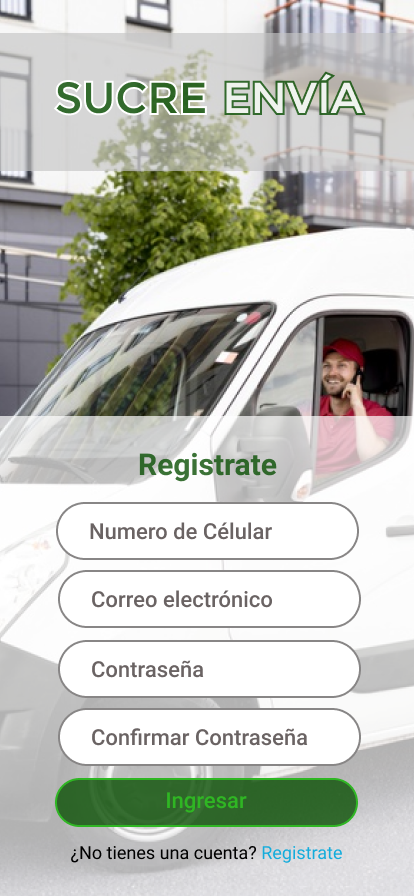 SUCRE ENVÍA
Registrate
Numero de Célular
Correo electrónico
Contraseña
Confirmar Contraseña
Ingresar
¿No tienes una cuenta? Registrate